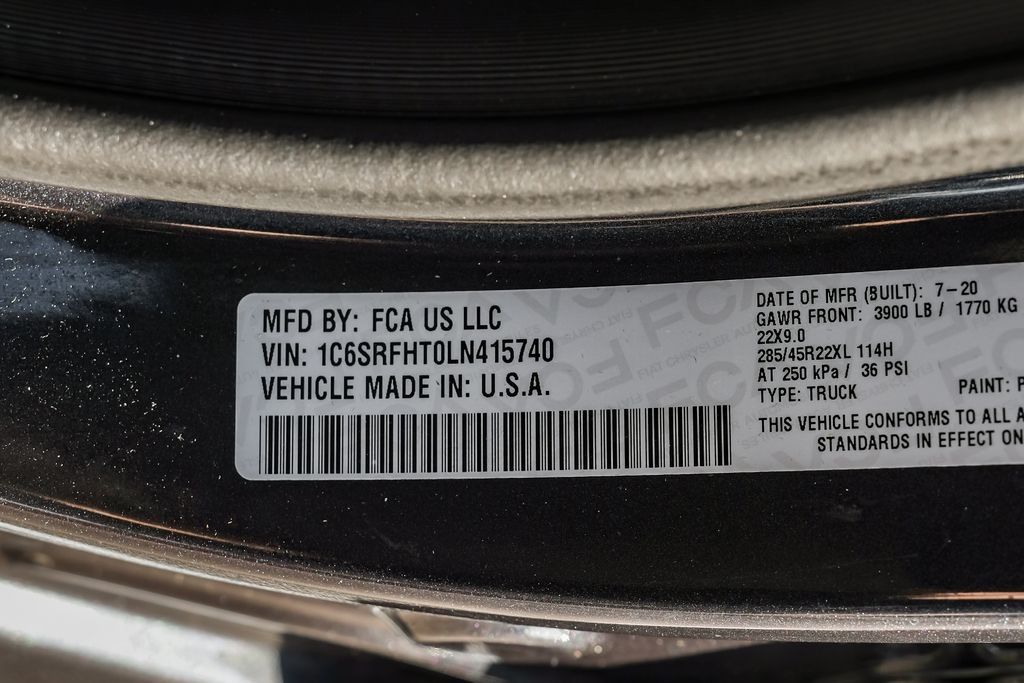 MFD BY: FCA US LLC
VIN: 1C6SRFHT0LN415740
VEHICLE MADE IN: U.S.A.
DATE OF MFR (BUILT): 7-20
GAWR FRONT: 3900 LB / 1770 KG
22X9.0
285/45R22XL 114H
AT 250 kPa / 36 PSI
TYPE: TRUCK PAINT: P
THIS VEHICLE CONFORMS TO ALL A
STANDARDS IN EFFECT ON